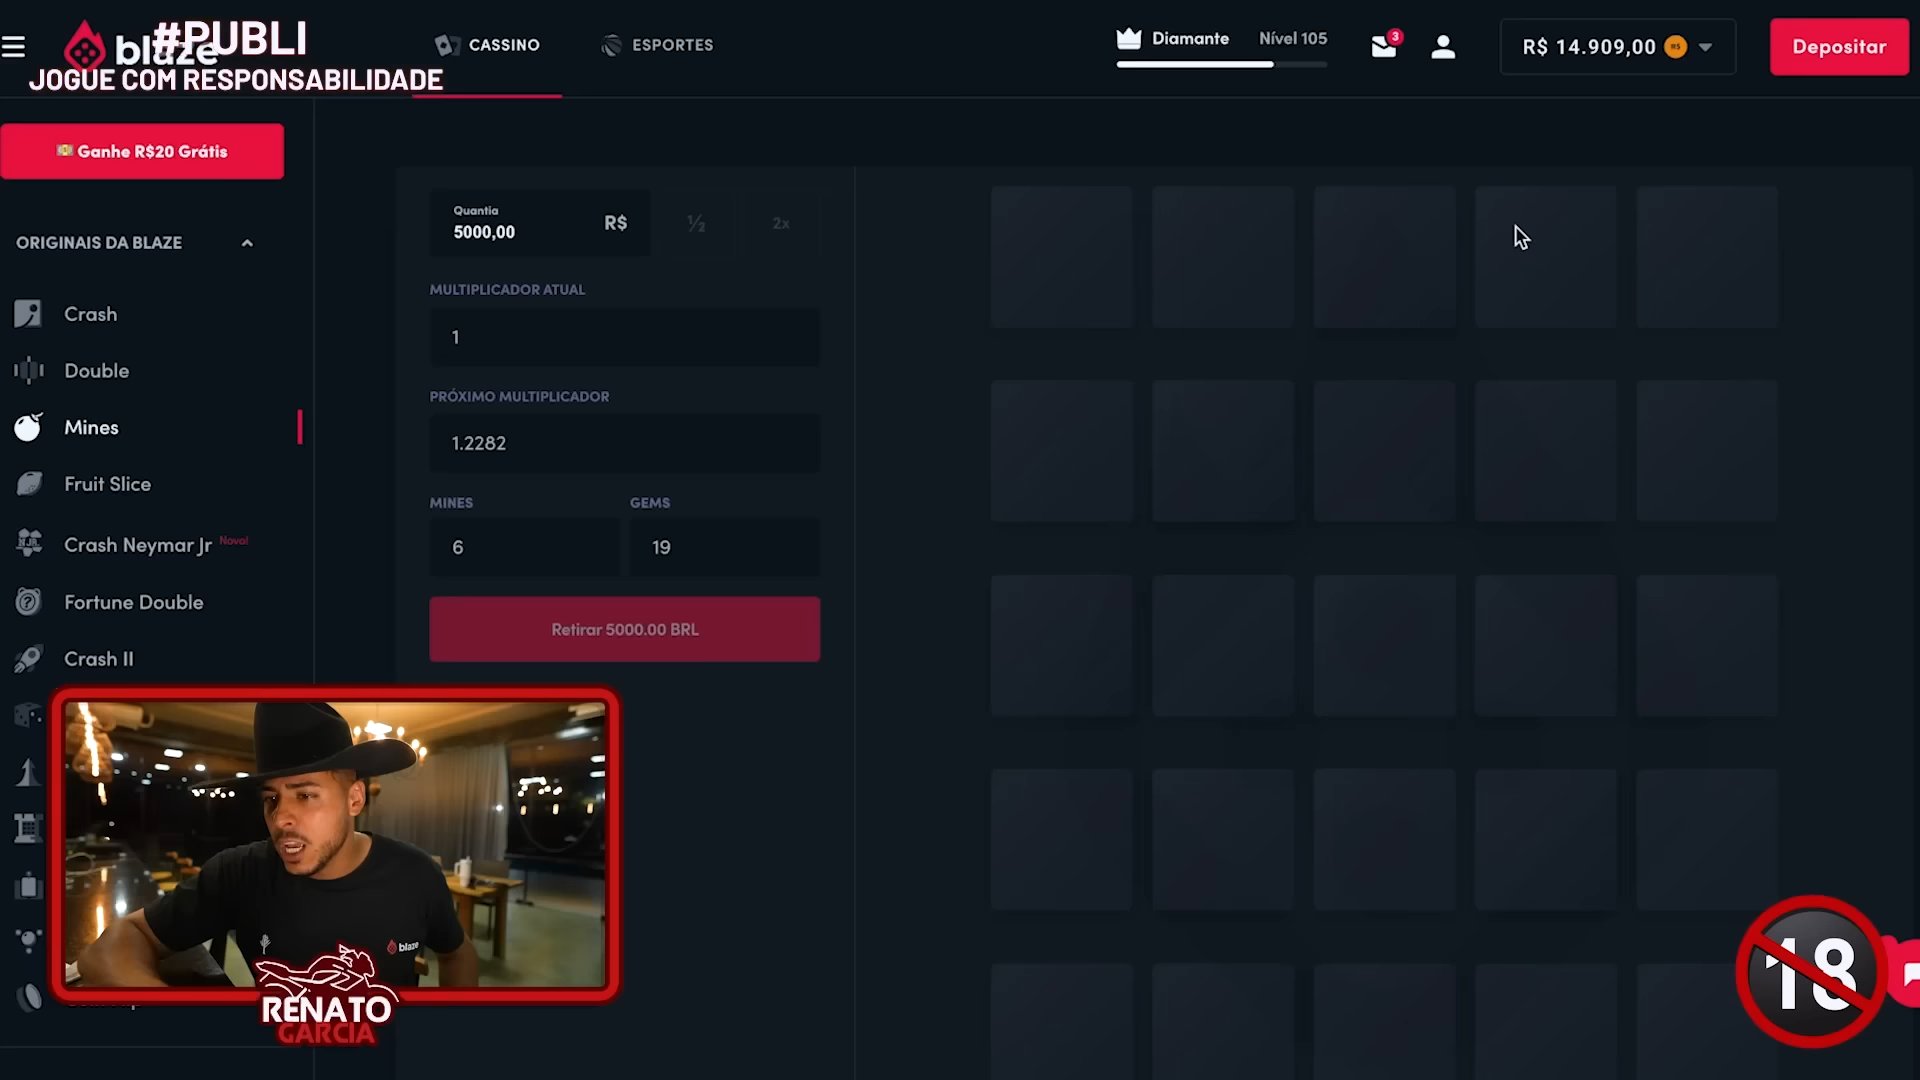 #PUBLI
blaze
JOGUE COM RESPONSABILIDADE
CASSINO
ESPORTES
Diamante
Nível 105
3
R$ 14.909,00
R$
Depositar
Ganhe R$20 Grátis
ORIGINAIS DA BLAZE
Crash
Double
Mines
Fruit Slice
Crash Neymar Jr Novo!
Fortune Double
Crash II
Quantia
5000,00
R$
½
2x
MULTIPLICADOR ATUAL
1
PRÓXIMO MULTIPLICADOR
1.2282
MINES
GEMS
6
19
Retirar 5000.00 BRL
blaze
RENATO
GARCIA
18